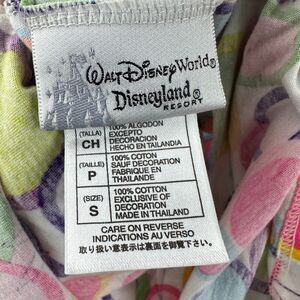 Walt Disney World®
Disneyland®
RESORT
(TALLA)
CH
100% ALGODON
EXCEPTO
DECORACION
HECHO EN TAILANDIA
(TAILLE)
P
100% COTON
SAUF DECORATION
FABRIQUE EN
THAILANDE
(SIZE)
S
100% COTTON
EXCLUSIVE OF
DECORATION
MADE IN THAILAND
CARE ON REVERSE
INDICATIONS AU VERSO
取り扱い表示は裏面を御覧下さい。